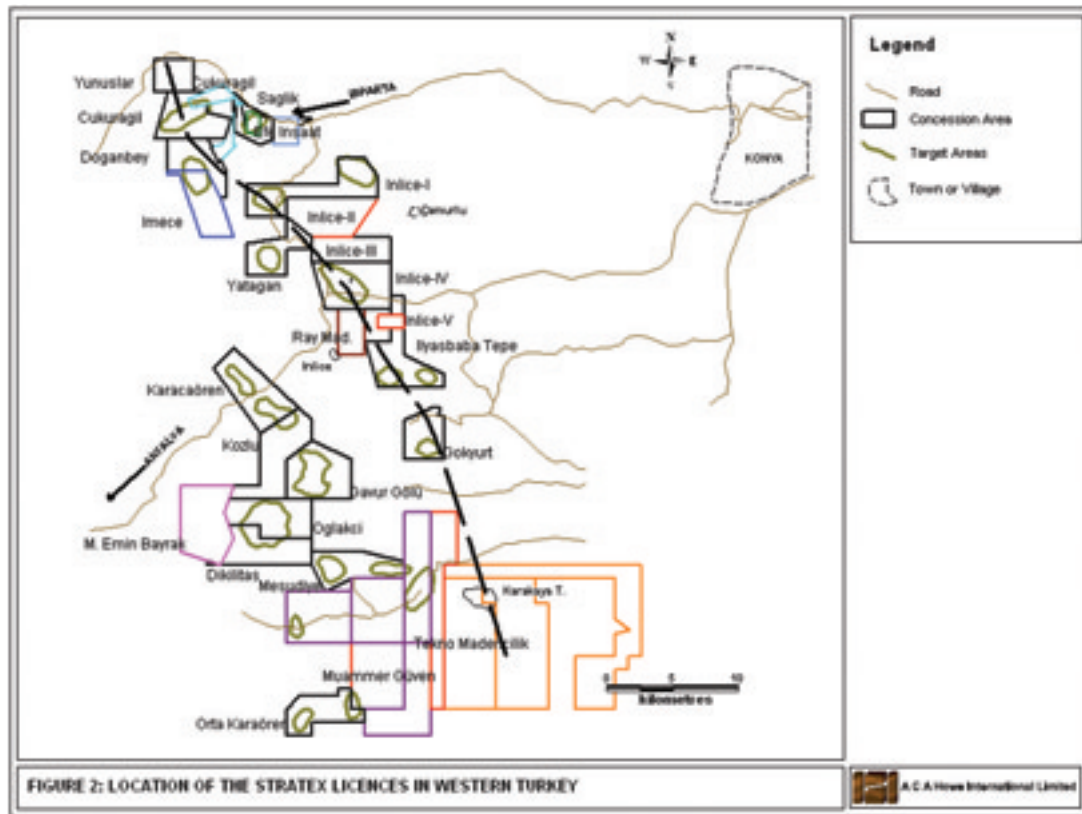 Legend
Road
Concession Area
Target Areas
Town or Village
N
W E
Yunuslar
Cukuragil
Saglik
ISPARTA
Cukuragil
Insaat
Doganbey
KONYA
Imece
Inlice-I
Inlice-II
Inlice-III
Yatagan
Inlice-IV
Inlice-V
Ray Mad.
Ilyasbaba Tepe
Inlice
Karacaören
Kozlu
ANTALYA
Gokyurt
Davur Gölü
Oglakci
M. Emin Bayrak
Dikilitas
Mesudiye
Karakaya T.
Tekno Madencilik
Muammer Güven
Orta Karaören
0 5 10
kilometres
FIGURE 2: LOCATION OF THE STRATEX LICENCES IN WESTERN TURKEY
A C A Howe International Limited